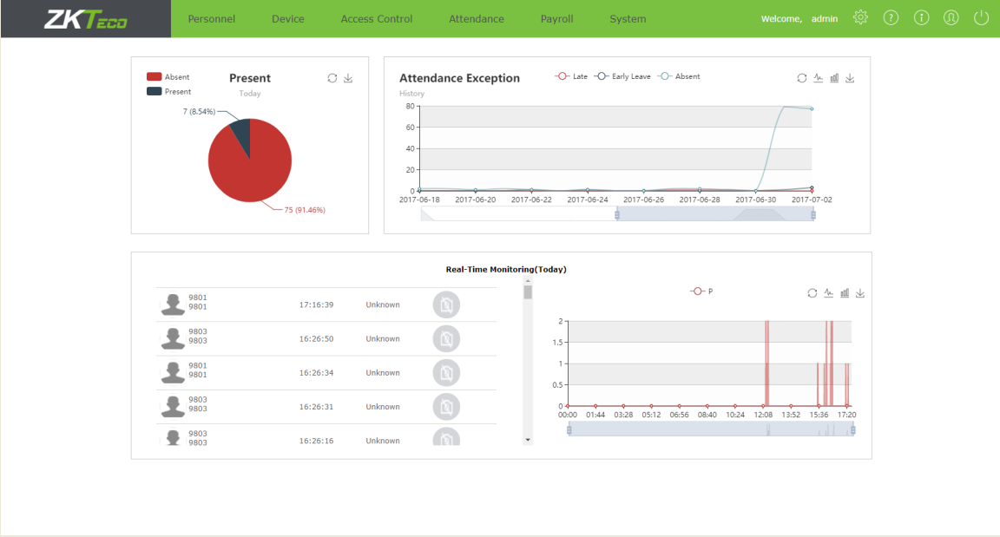 ZKTECO
Personnel Device Access Control Attendance Payroll System Welcome, admin
Absent
Present
Present
Today
7 (8.54%)
75 (91.46%)
Attendance Exception
History
Late Early Leave Absent
80
60
40
20
0
2017-06-18 2017-06-20 2017-06-22 2017-06-24 2017-06-26 2017-06-28 2017-06-30 2017-07-02
Real-Time Monitoring(Today)
9801
9801 17:16:39 Unknown
9803
9803 16:26:50 Unknown
9801
9801 16:26:34 Unknown
9803
9803 16:26:31 Unknown
9803
9803 16:26:16 Unknown
P
2
1.5
1
0.5
0
00:00 01:44 03:28 05:12 06:56 08:40 10:24 12:08 13:52 15:36 17:20